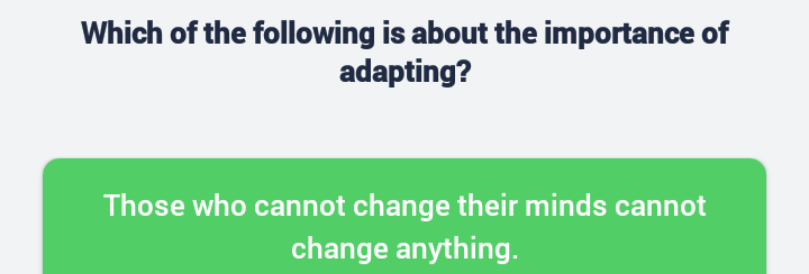 Which of the following is about the importance of
adapting?
Those who cannot change their minds cannot
change anything.